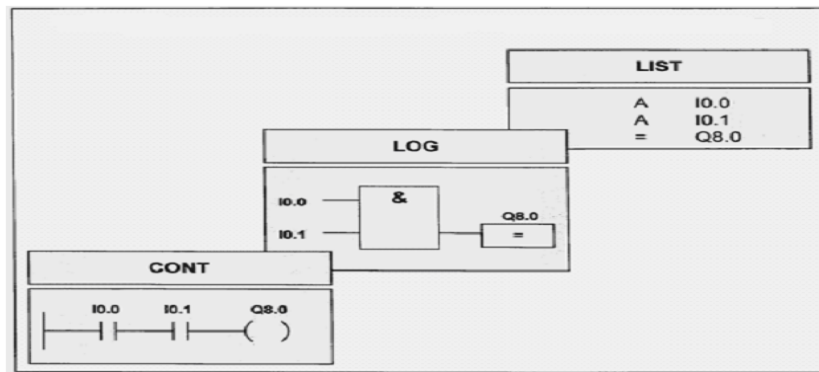 LIST
A I0.0
A I0.1
= Q8.0
LOG
I0.0
&
I0.1
Q8.0
=
CONT
I0.0 I0.1 Q8.0